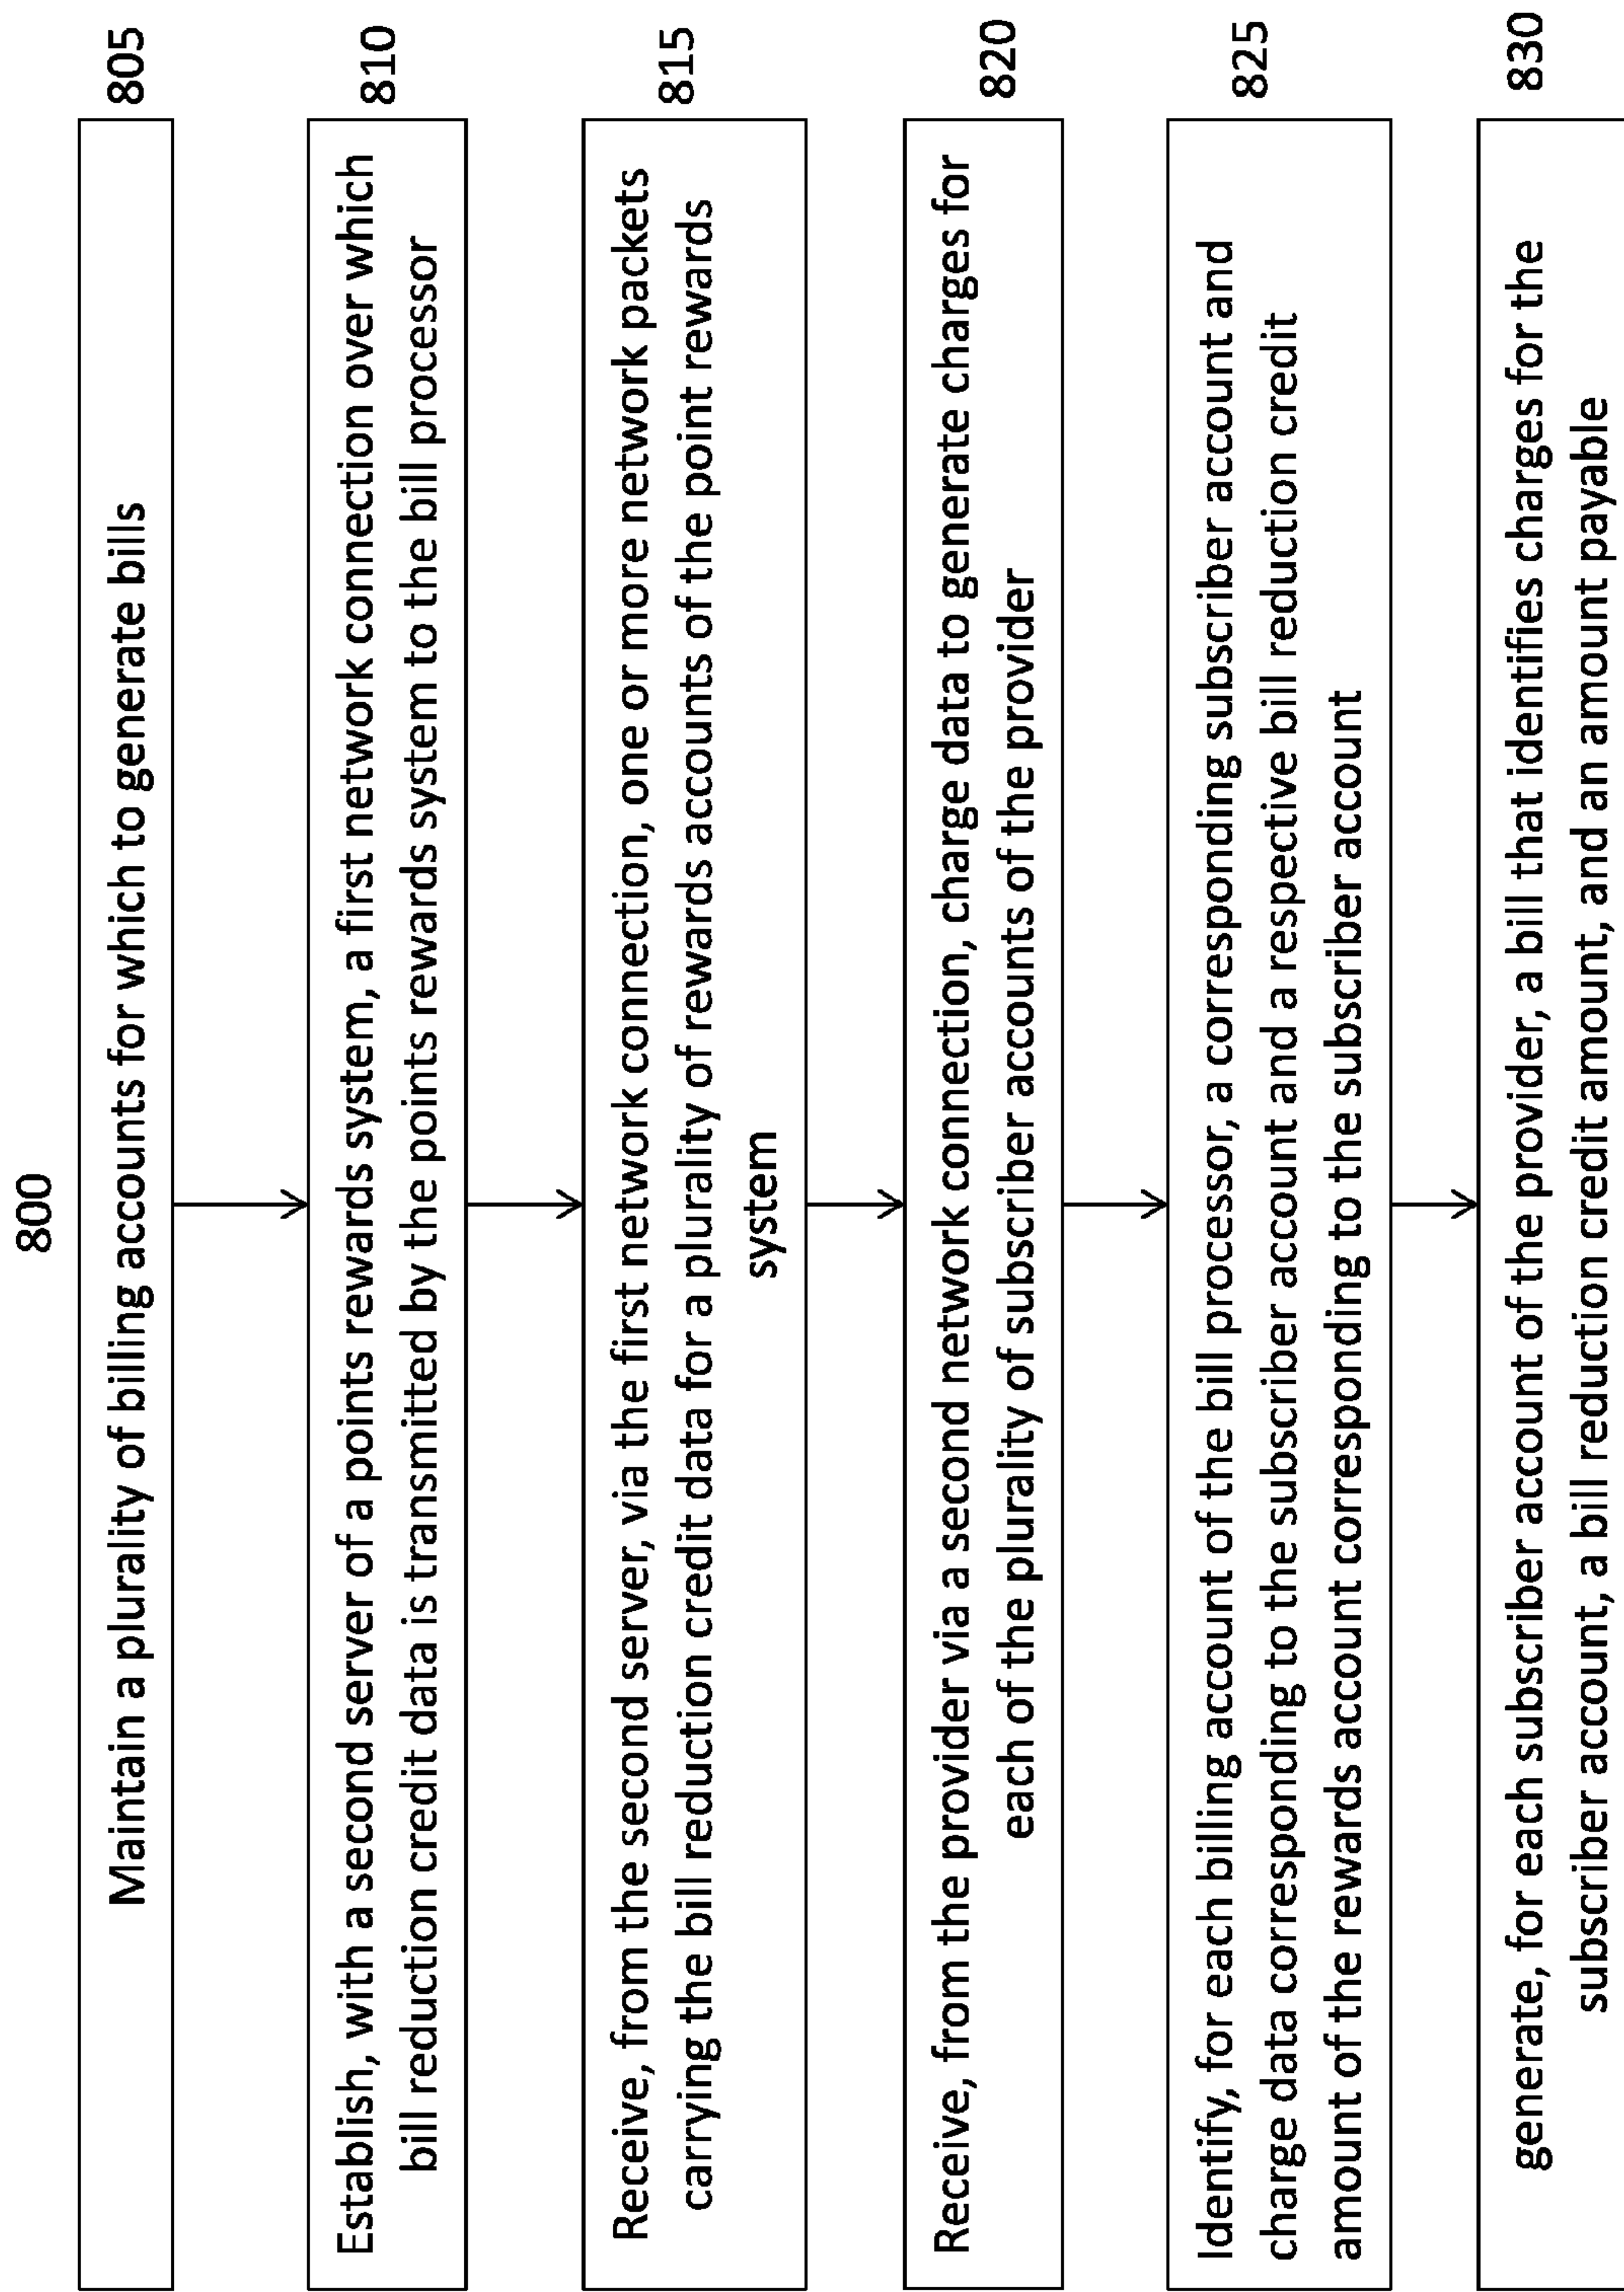 800
Maintain a plurality of billing accounts for which to generate bills
805
Establish, with a second server of a points rewards system, a first network connection over which
bill reduction credit data is transmitted by the points rewards system to the bill processor
810
Receive, from the second server, via the first network connection, one or more network packets
carrying the bill reduction credit data for a plurality of rewards accounts of the point rewards
system
815
Receive, from the provider via a second network connection, charge data to generate charges for
each of the plurality of subscriber accounts of the provider
820
Identify, for each billing account of the bill processor, a corresponding subscriber account and
charge data corresponding to the subscriber account and a respective bill reduction credit
amount of the rewards account corresponding to the subscriber account
825
generate, for each subscriber account of the provider, a bill that identifies charges for the
subscriber account, a bill reduction credit amount, and an amount payable
830